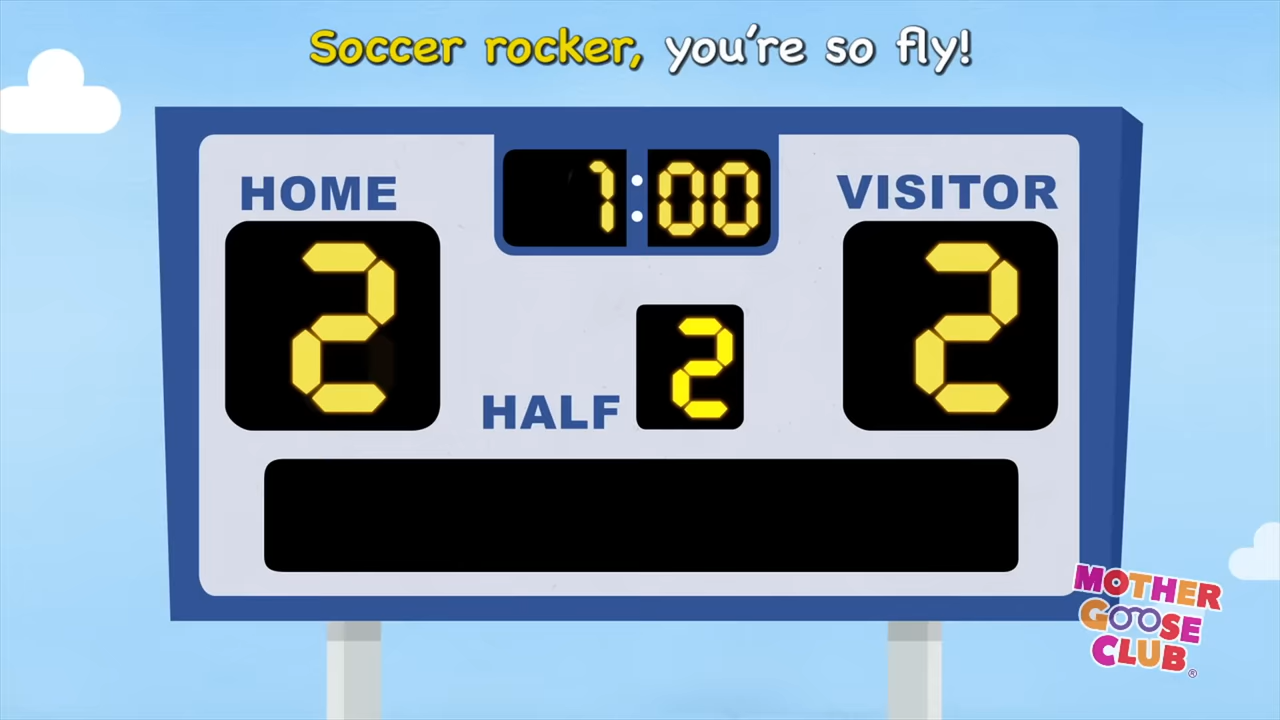 Soccer rocker, you're so fly!
HOME
1:00
VISITOR
2
2
HALF 2
MOTHER
GOOSE
CLUB
®